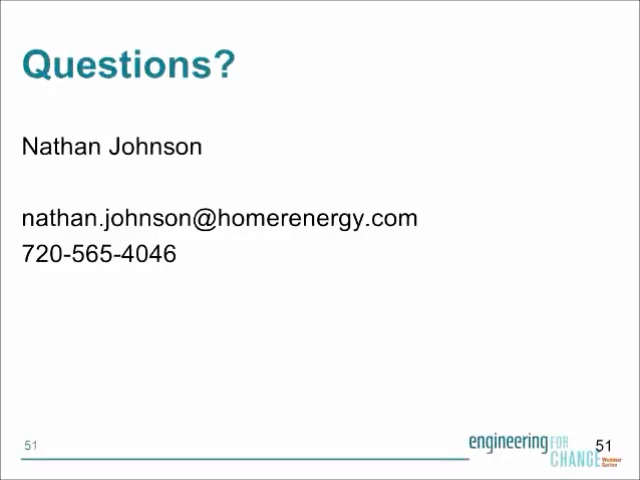 Questions?
Nathan Johnson
nathan.johnson@homerenergy.com
720-565-4046
51
engineering FOR
CHANGE Webinar
Series
51